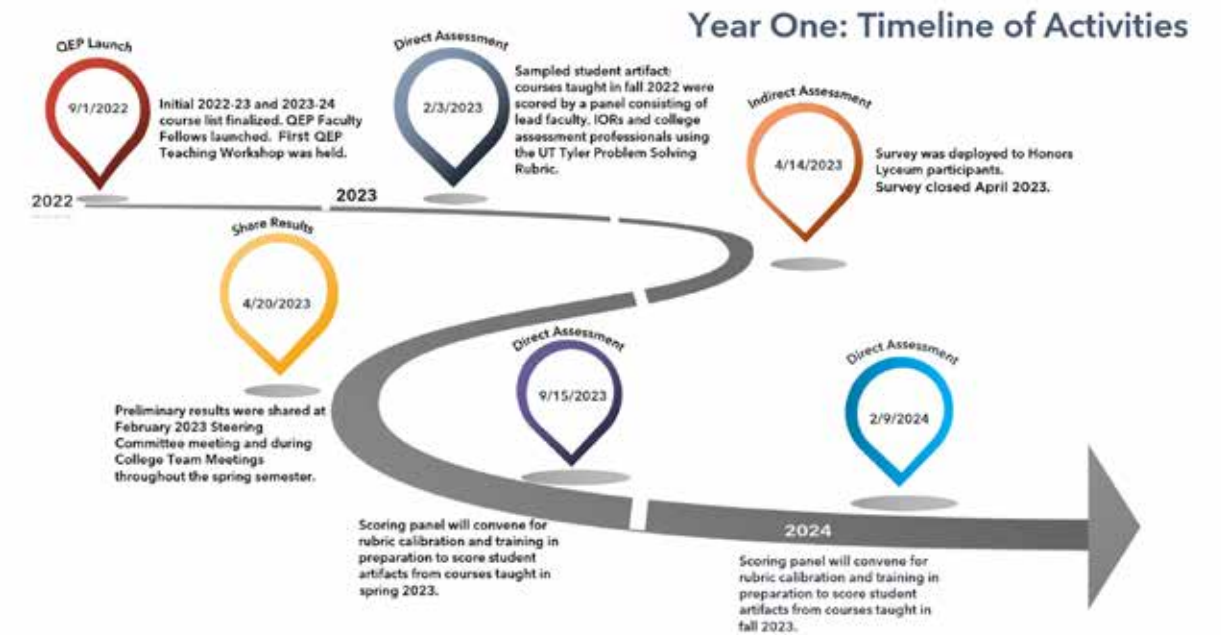 Year One: Timeline of Activities
QEP Launch
9/1/2022
Initial 2022-23 and 2023-24
course list finalized. QEP Faculty
Fellows launched. First QEP
Teaching Workshop was held.
Direct Assessment
2/3/2023
Sampled student artifact
courses taught in fall 2022 were
scored by a panel consisting of
lead faculty, IORs and college
assessment professionals using
the UT Tyler Problem Solving
Rubric.
Indirect Assessment
4/14/2023
Survey was deployed to Honors
Lyceum participants.
Survey closed April 2023.
2022
2023
Share Results
4/20/2023
Preliminary results were shared at
February 2023 Steering
Committee meeting and during
College Team Meetings
throughout the spring semester.
Direct Assessment
9/15/2023
Scoring panel will convene for
rubric calibration and training in
preparation to score student
artifacts from courses taught in
spring 2023.
Direct Assessment
2/9/2024
2024
Scoring panel will convene for
rubric calibration and training in
preparation to score student
artifacts from courses taught in
fall 2023.